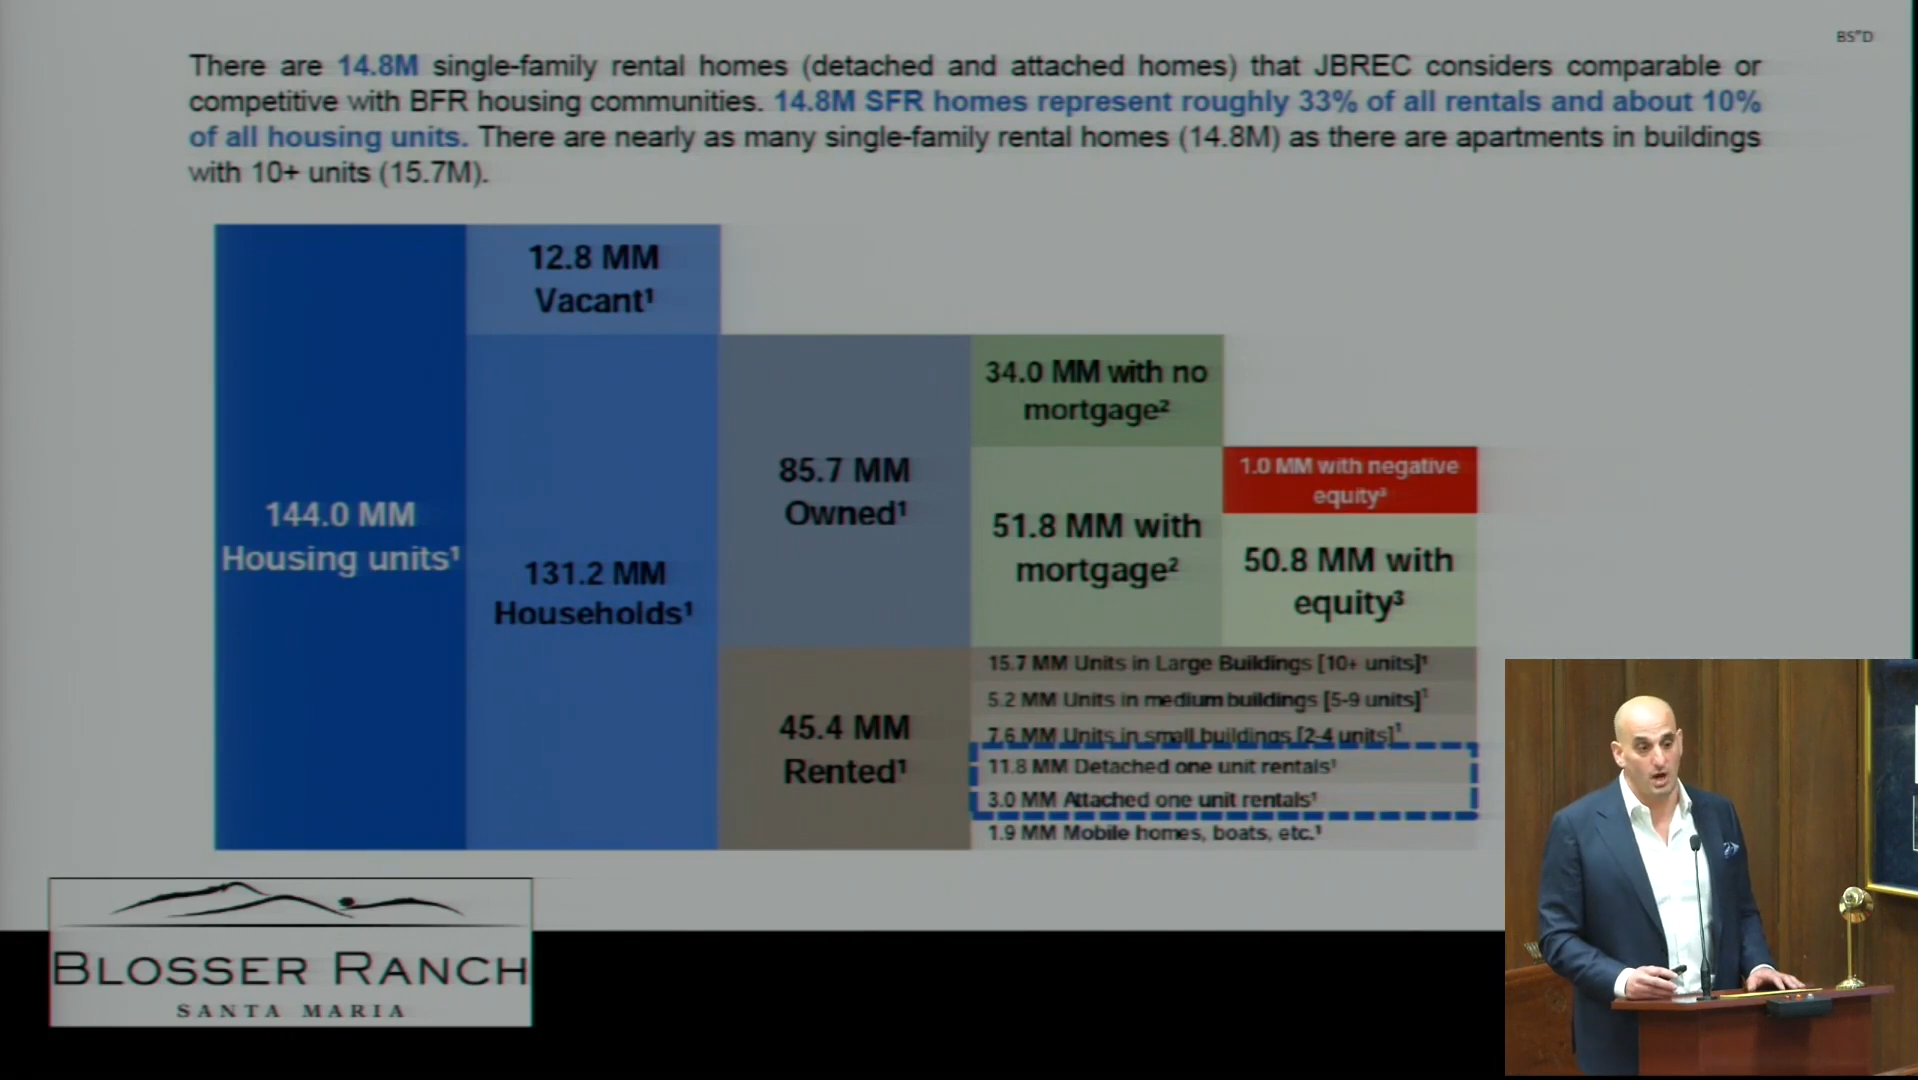 BS"D
There are 14.8M single-family rental homes (detached and attached homes) that JBREC considers comparable or
competitive with BFR housing communities. 14.8M SFR homes represent roughly 33% of all rentals and about 10%
of all housing units. There are nearly as many single-family rental homes (14.8M) as there are apartments in buildings
with 10+ units (15.7M).
144.0 MM
Housing units¹
12.8 MM
Vacant¹
131.2 MM
Households¹
85.7 MM
Owned¹
45.4 MM
Rented¹
34.0 MM with no
mortgage²
51.8 MM with
mortgage²
1.0 MM with negative
equity³
50.8 MM with
equity³
15.7 MM Units in Large Buildings [10+ units]¹
5.2 MM Units in medium buildings [5-9 units]¹
7.6 MM Units in small buildings [2-4 units]¹
11.8 MM Detached one unit rentals¹
3.0 MM Attached one unit rentals¹
1.9 MM Mobile homes, boats, etc.¹
BLOSSER RANCH
SANTA MARIA